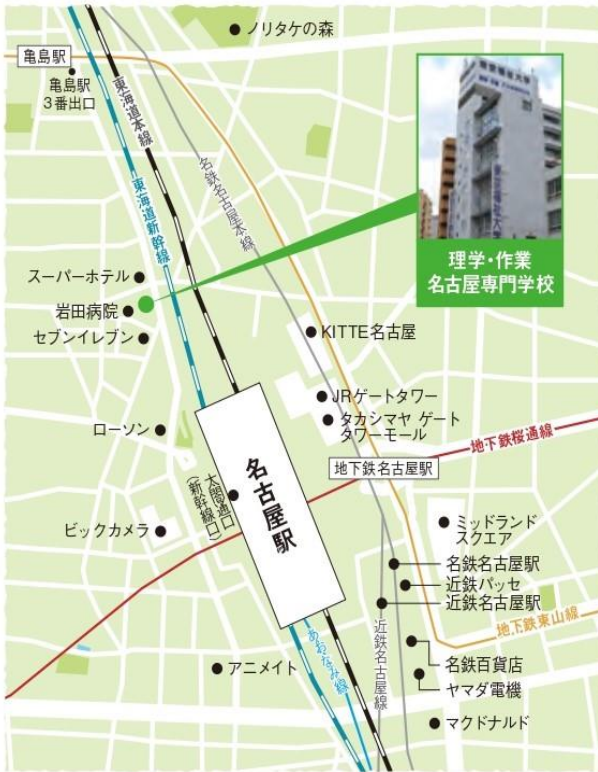 ノリタケの森
亀島駅
亀島駅
3番出口
東海道本線
東海道新幹線
名鉄名古屋本線
理学・作業
名古屋専門学校
スーパーホテル
岩田病院
セブンイレブン
KITTE名古屋
JRゲートタワー
タカシマヤ ゲート
タワーモール
ローソン
地下鉄桜通線
地下鉄名古屋駅
名古屋駅
太閤通口
(新幹線口)
ビックカメラ
ミッドランド
スクエア
名鉄名古屋駅
近鉄パッセ
近鉄名古屋駅
地下鉄東山線
近鉄名古屋線
あおなみ線
アニメイト
名鉄百貨店
ヤマダ電機
マクドナルド